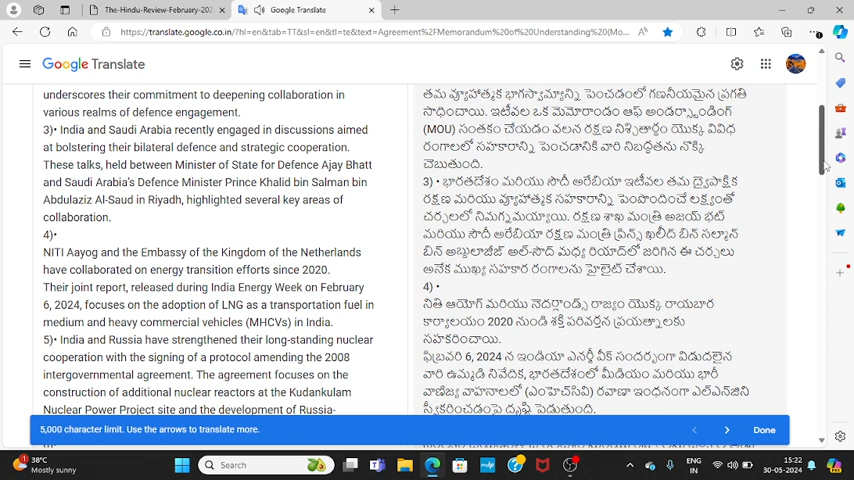 The-Hindu-Review-February-202
Google Translate
https://translate.google.co.in/?hl=en&tab=TT&sl=en&tl=te&text=Agreement%2FMemorandum%20of%20Understanding%20(Mo...
Google Translate
underscores their commitment to deepening collaboration in
various realms of defence engagement.
3)• India and Saudi Arabia recently engaged in discussions aimed
at bolstering their bilateral defence and strategic cooperation.
These talks, held between Minister of State for Defence Ajay Bhatt
and Saudi Arabia's Defence Minister Prince Khalid bin Salman bin
Abdulaziz Al-Saud in Riyadh, highlighted several key areas of
collaboration.
4)•
NITI Aayog and the Embassy of the Kingdom of the Netherlands
have collaborated on energy transition efforts since 2020.
Their joint report, released during India Energy Week on February
6, 2024, focuses on the adoption of LNG as a transportation fuel in
medium and heavy commercial vehicles (MHCVs) in India.
5)• India and Russia have strengthened their long-standing nuclear
cooperation with the signing of a protocol amending the 2008
intergovernmental agreement. The agreement focuses on the
construction of additional nuclear reactors at the Kudankulam
Nuclear Power Project site and the development of Russia-
తమ వ్యూహాత్మక భాగస్వామ్యాన్ని పెంచడంలో గణనీయమైన ప్రగతి
సాధించాయి. ఇటీవల ఒక మెమోరాండం ఆఫ్ అండర్స్టాండింగ్
(MOU) సంతకం చేయడం వలన రక్షణ నిశ్చితార్థం యొక్క వివిధ
రంగాలలో సహకారాన్ని పెంచడానికి వారి నిబద్ధతను నొక్కి
చెబుతుంది.
3) • భారతదేశం మరియు సౌదీ అరేబియా ఇటీవల తమ ద్వైపాక్షిక
రక్షణ మరియు వ్యూహాత్మక సహకారాన్ని పెంపొందించే లక్ష్యంతో
చర్చలలో నిమగ్నమయ్యాయి. రక్షణ శాఖ మంత్రి అజయ్ భట్
మరియు సౌదీ అరేబియా రక్షణ మంత్రి ప్రిన్స్ ఖలీద్ బిన్ సల్మాన్
బిన్ అబ్దులాజీజ్ అల్-సౌద్ మధ్య రియాద్‌లో జరిగిన ఈ చర్చలు
అనేక ముఖ్య సహకార రంగాలను హైలైట్ చేశాయి.
4) •
నీతి ఆయోగ్ మరియు నెదర్లాండ్స్ రాజ్యం యొక్క రాయబార
కార్యాలయం 2020 నుండి శక్తి పరివర్తన ప్రయత్నాలకు
సహకరించాయి.
ఫిబ్రవరి 6, 2024 న ఇండియా ఎనర్జీ వీక్ సందర్భంగా విడుదలైన
వారి ఉమ్మడి నివేదిక, భారతదేశంలో మీడియం మరియు భారీ
వాణిజ్య వాహనాలలో (ఎంహెచ్‌సివి) రవాణా ఇంధనంగా ఎల్‌ఎన్‌జిని
స్వీకరించడంపై దృష్టి పెడుతుంది.
5,000 character limit. Use the arrows to translate more.
Done
38°C
Mostly sunny
Search
ENG
IN
15:22
30-05-2024